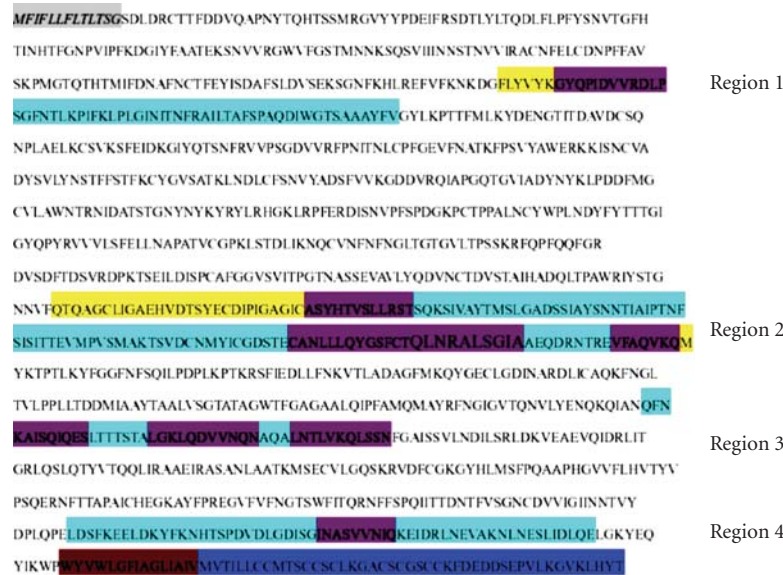 MFIFLLFLTLTSGSDLDRCTTFDDVQAPNYTQHTSSMRGVYYPDEIFRSDTLYLTQDLFLPFYSNVTGFH
TINHTFGNPVIPFKDGIYFAATEKSNVVRGWVFGSTMNNKSQSVIIINNSTNVVIRACNFELCDNPFFAV
SKPMGTQTHTMIFDNAFNCTFEYISDAFSLDVSEKSGNFKHLREFVFKNKDGFLYVYKGYQPIDVVRDLP Region 1
SGFNTLKPIFKLPLGINITNFRAILTAFSPAQDIWGTSAAAYFVGYLKPTTFMLKYDENGTITDAVDCSQ
NPLAELKCSVKSFEIDKGIYQTSNFRVVPSGDVVRFPNITNLCPFGEVFNATKFPSVYAWERKKISNCVA
DYSVLYNSTFFSTFKCYGVSATKLNDLCFSNVYADSFVVKGDDVRQIAPGQTGVIADYNYKLPDDFMG
CVLAWNTRNIDATSTGNYNYKYRYLRHGKLRPFERDISNVPFSPDGKPCTPPALNCYWPLNDYFYTTTGI
GYQPYRVVVLSFELLNAPATVCGPKLSTDLIKNQCVNFNFNGLTGTGVLTPSSKRFQPFQQFGR
DVSDFTDSVRDPKTSEILDISPCAFGGVSVITPGTNASSEVAVLYQDVNCTDVSTAIHADQLTPAWRIYSTG
NNVFQTQAGCLIGAEHVDTSYECDIPIGAGICASYHTVSLLRSTSQKSIVAYTMSLGADSSIAYSNNTIAIPTNF
SISITTEVMPVSMAKTSVDCNMYICGDSTECANLLLQYGSFCTQLNRALSGIAAEQDRNTREVFAQVKQM Region 2
YKTPTLKYFGGFNFSQILPDPLKPTKRSFIEDLLFNKVTLADAGFMKQYGECLGDINARDLICAQKFNGL
TVLPPLLTDDMIAAYTAALVSGTATAGWTFGAGAALQIPFAMQMAYRFNGIGVTQNVLYENQKQIANQFN
KAISQIQESLTTTSTALGKLQDVVNQNAQALNTLVKQLSSNFGAISSVLNDILSRLDKVEAEVQIDRLIT Region 3
GRLQSLQTYVTQQLIRAAEIRASANLAATKMSECVLGQSKRVDFCGKGYHLMSFPQAAPHGVVFLHVTYV
PSQERNFTTAPAICHEGKAYFPREGVFVFNGTSWFITQRNFFSPQIITTDNTFVSGNCDVVIGIINNTVY
DPLQPELDSFKEELDKYFKNHTSPDVDLGDISGINASVVNIQKEIDRLNEVAKNLNESLIDLQELGKYEQ Region 4
YIKWPWYVWLGFIAGLIAIVMVTILLCCMTSCCSCLKGACSCGSCCKFDEDDSEPVLKGVKLHYT